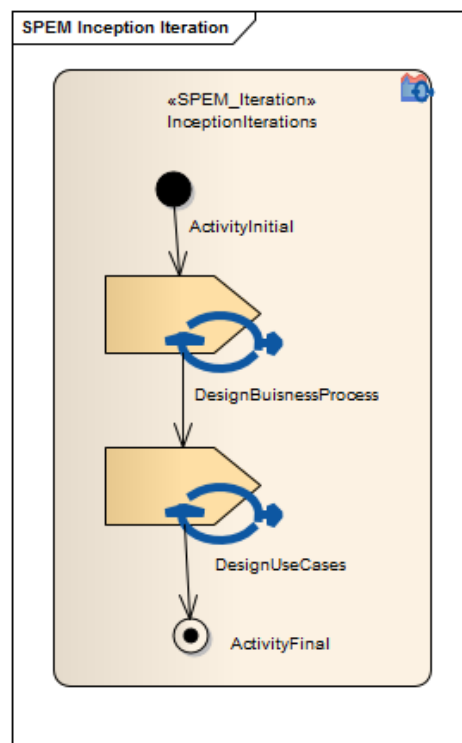 SPEM Inception Iteration
«SPEM_Iteration»
InceptionIterations
ActivityInitial
DesignBuisnessProcess
DesignUseCases
ActivityFinal